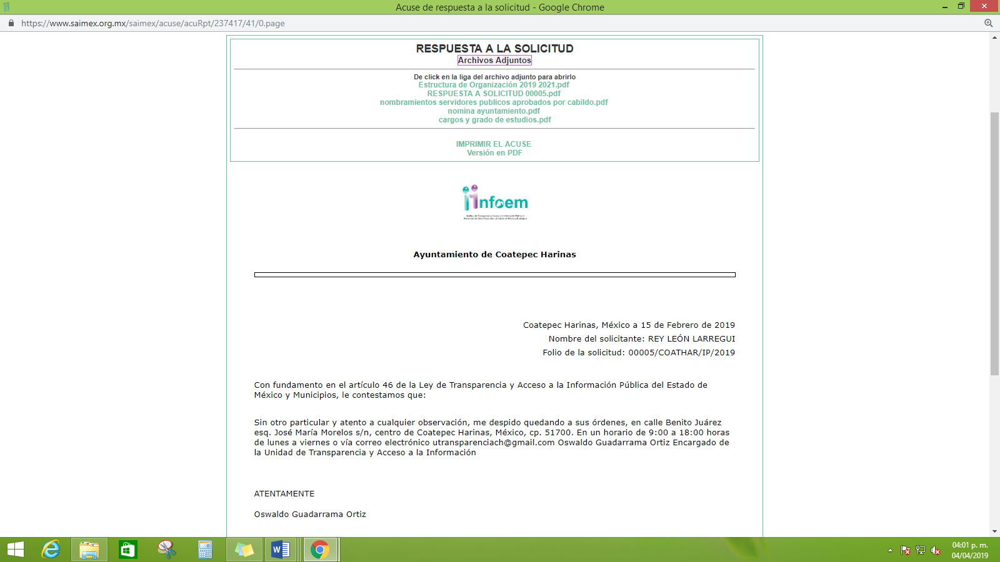 Acuse de respuesta a la solicitud - Google Chrome
https://www.saimex.org.mx/saimex/acuse/acuRpt/237417/41/0.page
RESPUESTA A LA SOLICITUD
Archivos Adjuntos
De click en la liga del archivo adjunto para abrirlo
Estructura de Organización 2019 2021.pdf
RESPUESTA A SOLICITUD 00005.pdf
nombramientos servidores publicos aprobados por cabildo.pdf
nomina ayuntamiento.pdf
cargos y grado de estudios.pdf
IMPRIMIR EL ACUSE
Versión en PDF
infoem
Ayuntamiento de Coatepec Harinas
Coatepec Harinas, México a 15 de Febrero de 2019
Nombre del solicitante: REY LEÓN LARREGUI
Folio de la solicitud: 00005/COATHAR/IP/2019
Con fundamento en el artículo 46 de la Ley de Transparencia y Acceso a la Información Pública del Estado de
México y Municipios, le contestamos que:
Sin otro particular y atento a cualquier observación, me despido quedando a sus órdenes, en calle Benito Juárez
esq. José María Morelos s/n, centro de Coatepec Harinas, México, cp. 51700. En un horario de 9:00 a 18:00 horas
de lunes a viernes o vía correo electrónico utransparenciach@gmail.com Oswaldo Guadarrama Ortiz Encargado de
la Unidad de Transparencia y Acceso a la Información
ATENTAMENTE
Oswaldo Guadarrama Ortiz
04:01 p. m.
04/04/2019